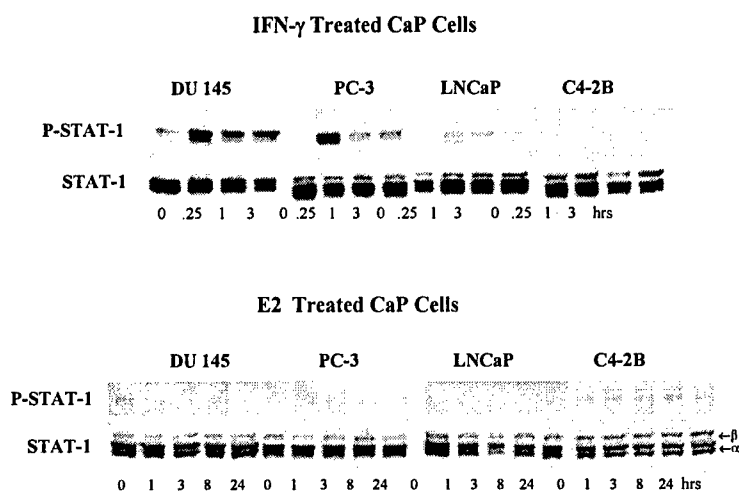 IFN-γ Treated CaP Cells
DU 145 PC-3 LNCaP C4-2B
P-STAT-1
STAT-1
0 .25 1 3 0 .25 1 3 0 .25 1 3 0 .25 1 3 hrs
E2 Treated CaP Cells
DU 145 PC-3 LNCaP C4-2B
P-STAT-1
←β
STAT-1 ←α
0 1 3 8 24 0 1 3 8 24 0 1 3 8 24 0 1 3 8 24 hrs